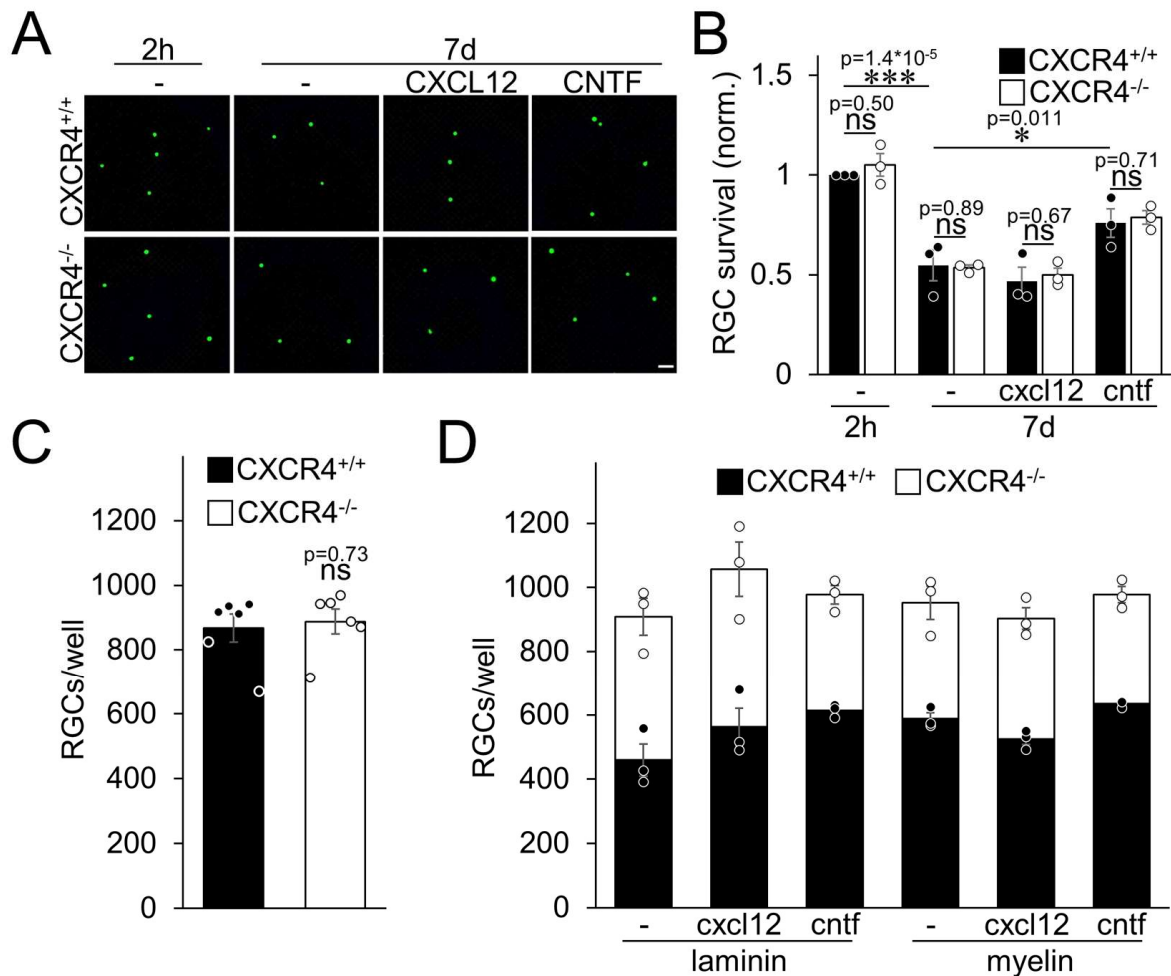 A
2h
7d
-
-
CXCL12
CNTF
CXCR4+/+
CXCR4-/-
B
CXCR4+/+
CXCR4-/-
p=1.4*10-5
***
p=0.50
ns
p=0.011
*
p=0.71
ns
p=0.89
ns
p=0.67
ns
RGC survival (norm.)
1.5
1
0.5
0
-
-
cxcl12
cntf
2h
7d
C
CXCR4+/+
CXCR4-/-
p=0.73
ns
RGCs/well
1200
1000
800
600
400
200
0
D
CXCR4+/+
CXCR4-/-
RGCs/well
1200
1000
800
600
400
200
0
-
cxcl12
cntf
-
cxcl12
cntf
laminin
myelin